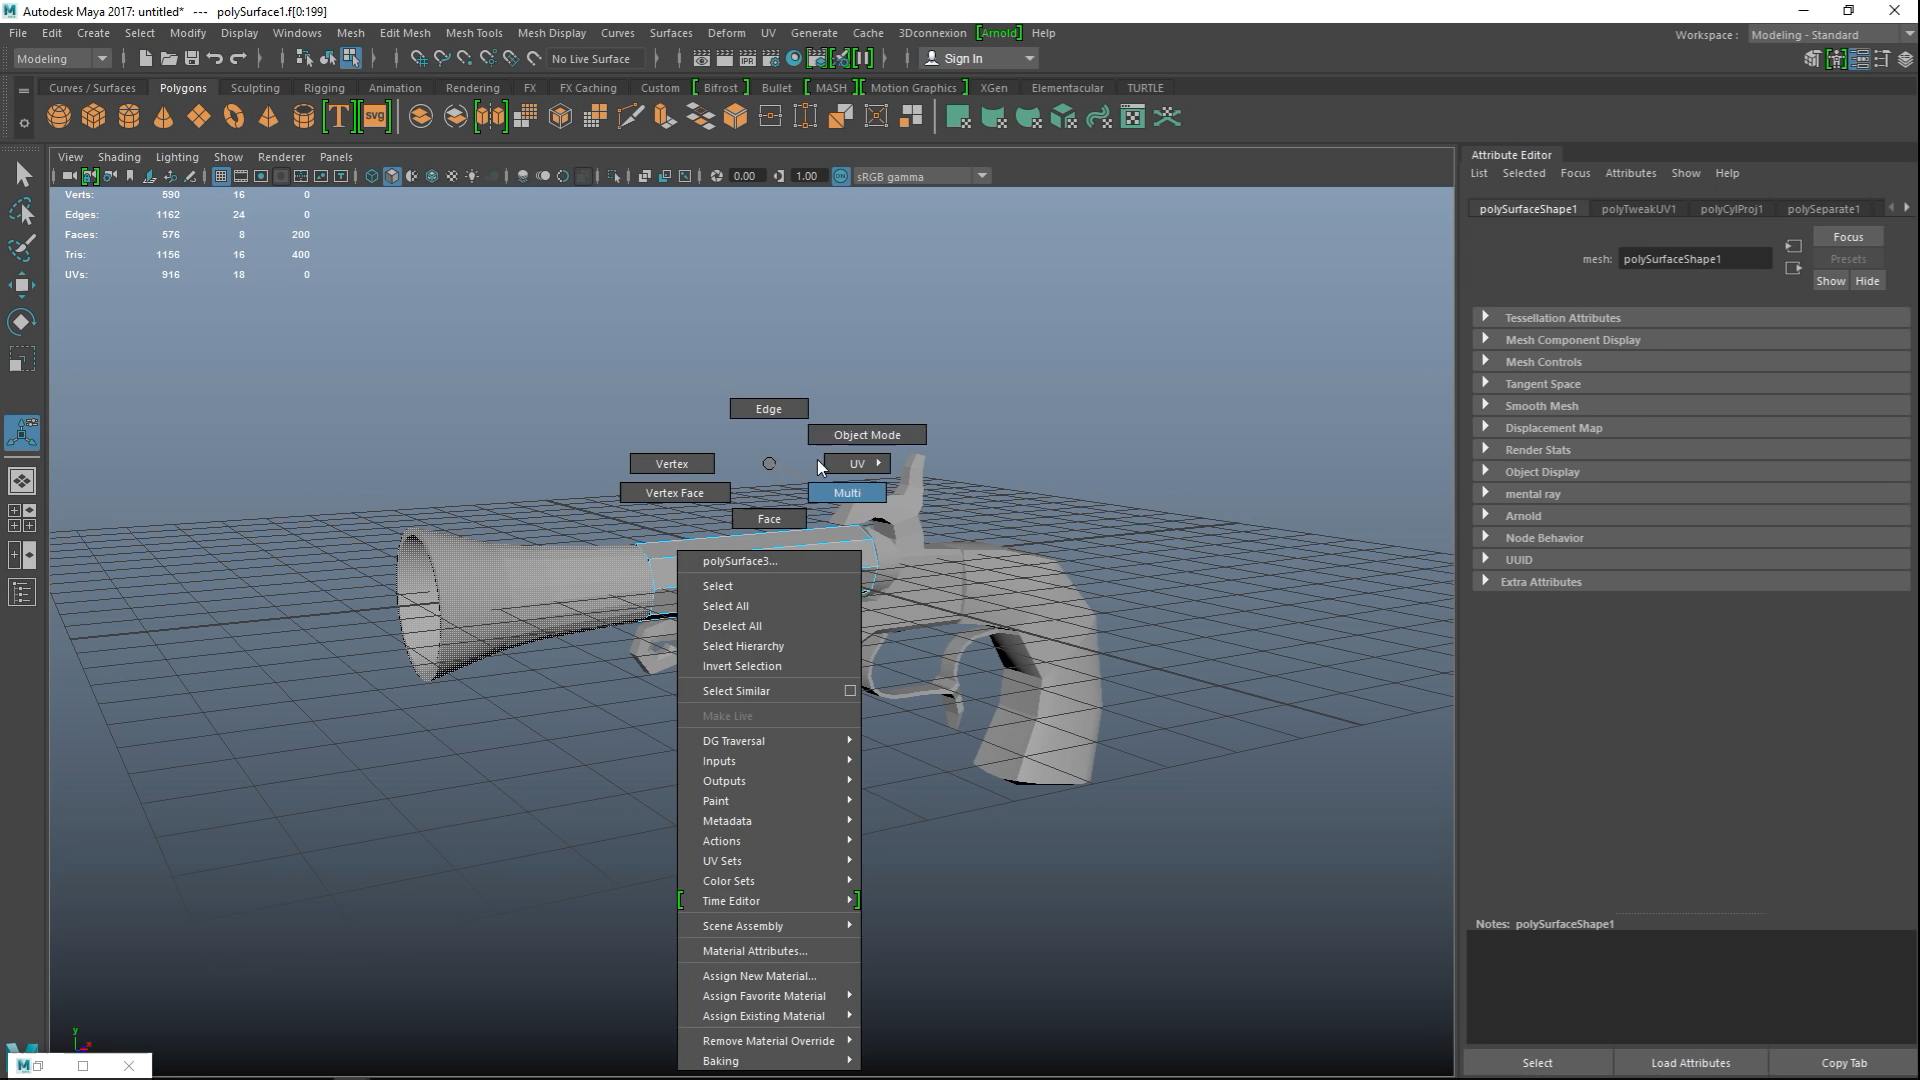 Autodesk Maya 2017: untitled*   ---   polySurface1.f[0:199]
File Edit Create Select Modify Display Windows Mesh Edit Mesh Mesh Tools Mesh Display Curves Surfaces Deform UV Generate Cache 3Dconnexion [Arnold] Help
Workspace : Modeling - Standard
Modeling No Live Surface Sign In
Curves / Surfaces Polygons Sculpting Rigging Animation Rendering FX FX Caching Custom [ Bifrost ] Bullet [ MASH ] [ Motion Graphics ] XGen Elementacular TURTLE
T SVG
View Shading Lighting Show Renderer Panels
0.00 1.00 sRGB gamma
Verts: 590 16 0
Edges: 1162 24 0
Faces: 576 8 200
Tris: 1156 16 400
UVs: 916 18 0
Edge
Object Mode
Vertex
UV
Vertex Face
Multi
Face
polySurface3...
Select
Select All
Deselect All
Select Hierarchy
Invert Selection
Select Similar
Make Live
DG Traversal
Inputs
Outputs
Paint
Metadata
Actions
UV Sets
Color Sets
[ Time Editor ]
Scene Assembly
Material Attributes...
Assign New Material...
Assign Favorite Material
Assign Existing Material
Remove Material Override
Baking
y
Attribute Editor
List Selected Focus Attributes Show Help
polySurfaceShape1 polyTweakUV1 polyCylProj1 polySeparate1
Focus
mesh: polySurfaceShape1
Presets
Show Hide
Tessellation Attributes
Mesh Component Display
Mesh Controls
Tangent Space
Smooth Mesh
Displacement Map
Render Stats
Object Display
mental ray
Arnold
Node Behavior
UUID
Extra Attributes
Notes: polySurfaceShape1
Select Load Attributes Copy Tab